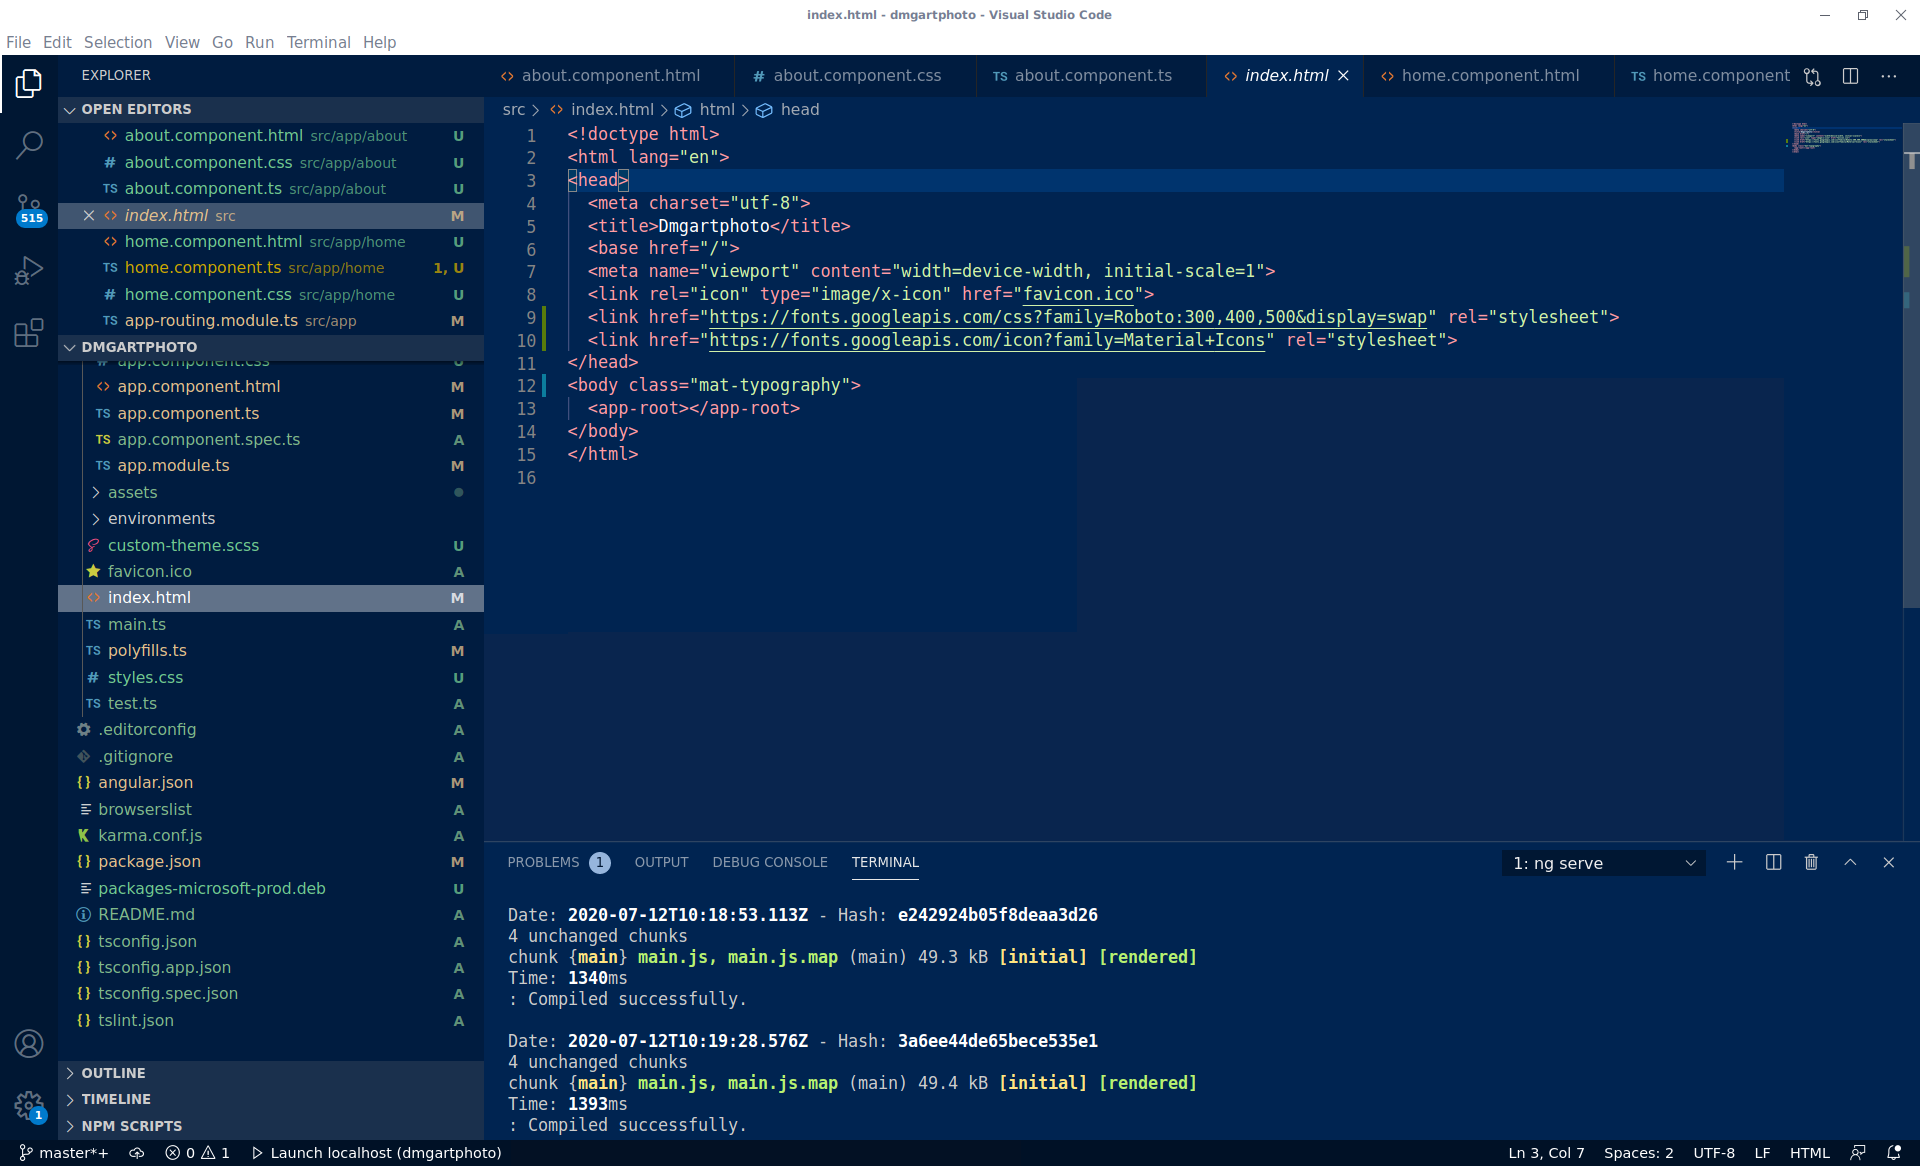 index.html - dmgartphoto - Visual Studio Code
File Edit Selection View Go Run Terminal Help
EXPLORER
OPEN EDITORS
about.component.html src/app/about U
about.component.css src/app/about U
about.component.ts src/app/about U
index.html src M
home.component.html src/app/home U
home.component.ts src/app/home 1, U
home.component.css src/app/home U
app-routing.module.ts src/app M
DMGARTPHOTO
app.component.css U
app.component.html M
app.component.ts M
app.component.spec.ts A
app.module.ts M
assets
environments
custom-theme.scss U
favicon.ico A
index.html M
main.ts A
polyfills.ts M
styles.css U
test.ts A
.editorconfig A
.gitignore A
angular.json M
browserslist A
karma.conf.js A
package.json M
packages-microsoft-prod.deb U
README.md A
tsconfig.json A
tsconfig.app.json A
tsconfig.spec.json A
tslint.json A
OUTLINE
TIMELINE
NPM SCRIPTS
515
1
about.component.html # about.component.css TS about.component.ts index.html home.component.html TS home.component
src > index.html > html > head
1 <!doctype html>
2 <html lang="en">
3 <head>
4 <meta charset="utf-8">
5 <title>Dmgartphoto</title>
6 <base href="/">
7 <meta name="viewport" content="width=device-width, initial-scale=1">
8 <link rel="icon" type="image/x-icon" href="favicon.ico">
9 <link href="https://fonts.googleapis.com/css?family=Roboto:300,400,500&display=swap" rel="stylesheet">
10 <link href="https://fonts.googleapis.com/icon?family=Material+Icons" rel="stylesheet">
11 </head>
12 <body class="mat-typography">
13 <app-root></app-root>
14 </body>
15 </html>
16
PROBLEMS 1 OUTPUT DEBUG CONSOLE TERMINAL 1: ng serve
Date: 2020-07-12T10:18:53.113Z - Hash: e242924b05f8deaa3d26
4 unchanged chunks
chunk {main} main.js, main.js.map (main) 49.3 kB [initial] [rendered]
Time: 1340ms
: Compiled successfully.
Date: 2020-07-12T10:19:28.576Z - Hash: 3a6ee44de65bece535e1
4 unchanged chunks
chunk {main} main.js, main.js.map (main) 49.4 kB [initial] [rendered]
Time: 1393ms
: Compiled successfully.
master*+ 0 1 Launch localhost (dmgartphoto) Ln 3, Col 7 Spaces: 2 UTF-8 LF HTML